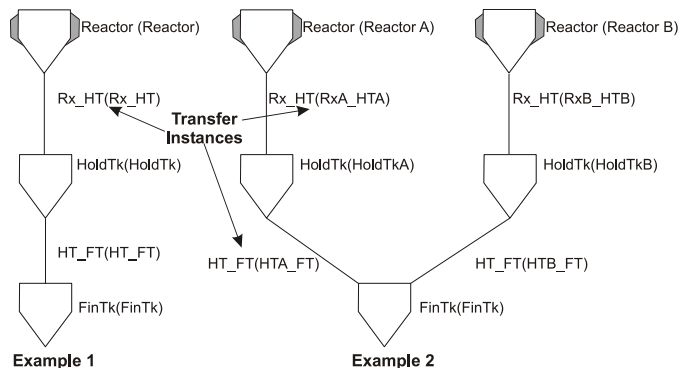 Reactor (Reactor)
Reactor (Reactor A)
Reactor (Reactor B)
Rx_HT(Rx_HT)
Rx_HT(RxA_HTA)
Rx_HT(RxB_HTB)
Transfer
Instances
HoldTk(HoldTk)
HoldTk(HoldTkA)
HoldTk(HoldTkB)
HT_FT(HT_FT)
HT_FT(HTA_FT)
HT_FT(HTB_FT)
FinTk(FinTk)
FinTk(FinTk)
Example 1
Example 2